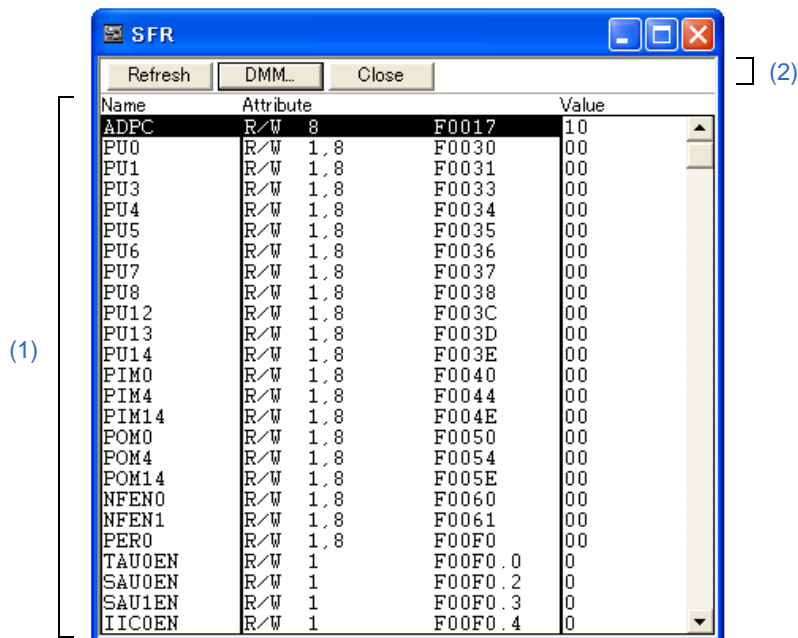 SFR
Refresh DMM... Close
(2)
Name Attribute Value
ADPC R/W 8 F0017 10
PU0 R/W 1,8 F0030 00
PU1 R/W 1,8 F0031 00
PU3 R/W 1,8 F0033 00
PU4 R/W 1,8 F0034 00
PU5 R/W 1,8 F0035 00
PU6 R/W 1,8 F0036 00
PU7 R/W 1,8 F0037 00
PU8 R/W 1,8 F0038 00
PU12 R/W 1,8 F003C 00
PU13 R/W 1,8 F003D 00
(1)
PU14 R/W 1,8 F003E 00
PIM0 R/W 1,8 F0040 00
PIM4 R/W 1,8 F0044 00
PIM14 R/W 1,8 F004E 00
POM0 R/W 1,8 F0050 00
POM4 R/W 1,8 F0054 00
POM14 R/W 1,8 F005E 00
NFEN0 R/W 1,8 F0060 00
NFEN1 R/W 1,8 F0061 00
PER0 R/W 1,8 F00F0 00
TAU0EN R/W 1 F00F0.0 0
SAU0EN R/W 1 F00F0.2 0
SAU1EN R/W 1 F00F0.3 0
IIC0EN R/W 1 F00F0.4 0